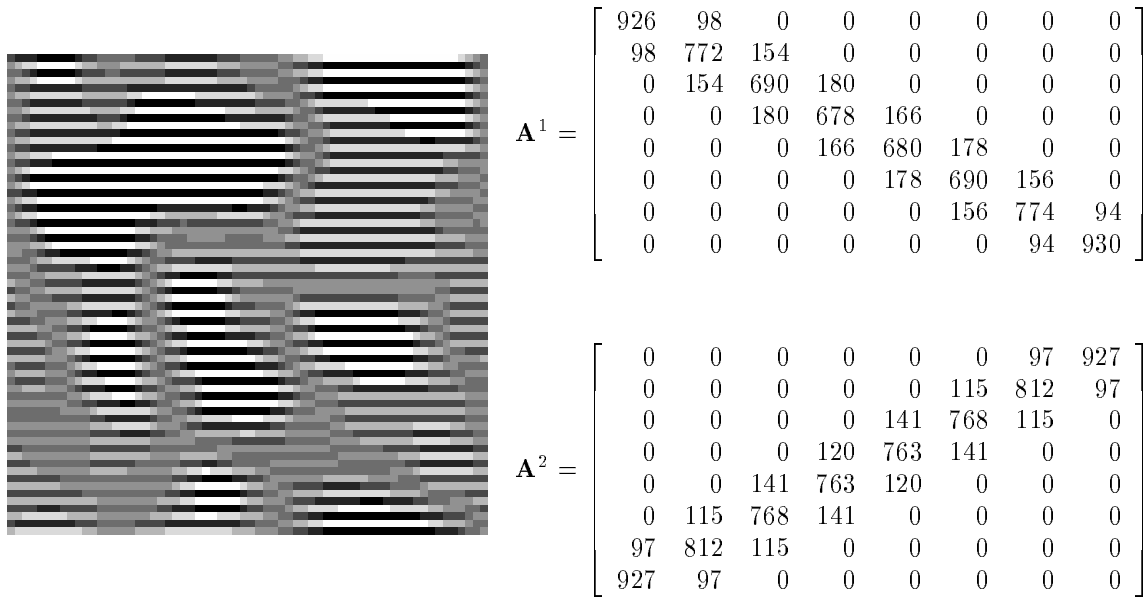 A¹ =
926 98 0 0 0 0 0 0
98 772 154 0 0 0 0 0
0 154 690 180 0 0 0 0
0 0 180 678 166 0 0 0
0 0 0 166 680 178 0 0
0 0 0 0 178 690 156 0
0 0 0 0 0 156 774 94
0 0 0 0 0 0 94 930
A² =
0 0 0 0 0 0 97 927
0 0 0 0 0 115 812 97
0 0 0 0 141 768 115 0
0 0 0 120 763 141 0 0
0 0 141 763 120 0 0 0
0 115 768 141 0 0 0 0
97 812 115 0 0 0 0 0
927 97 0 0 0 0 0 0